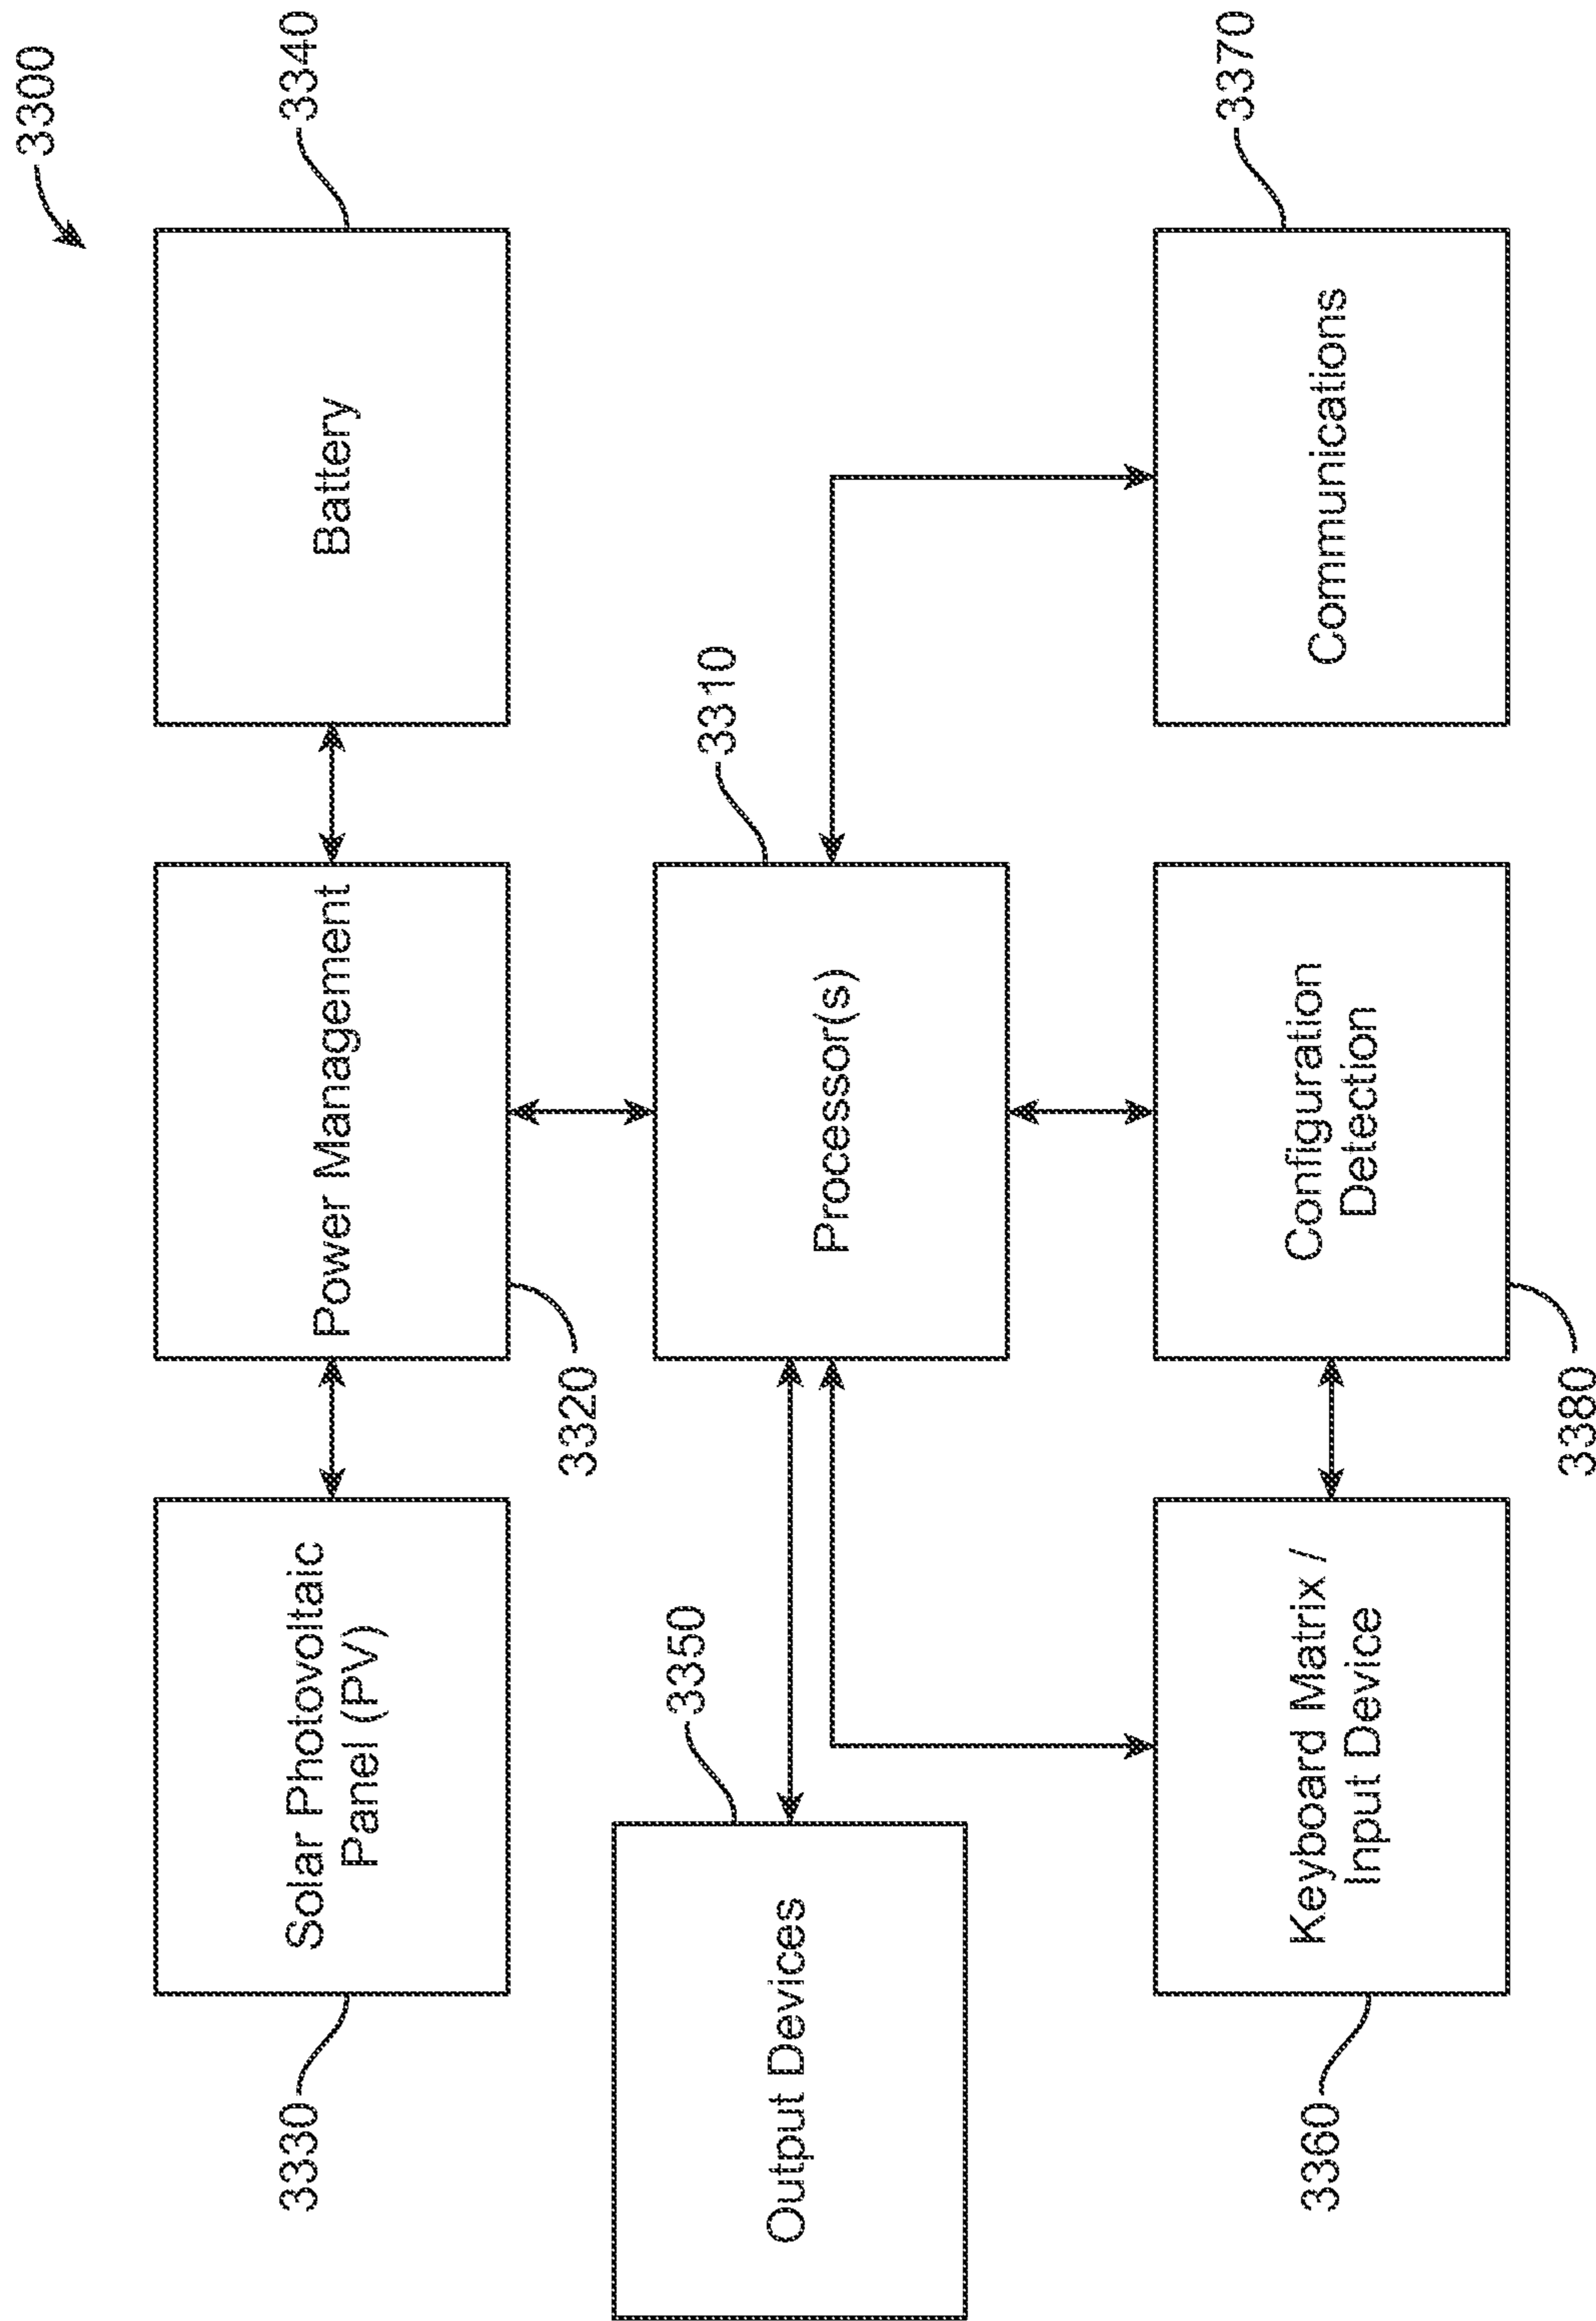 3300
Solar Photovoltaic
Panel (PV)
3330
Power Management
3320
Battery
3340
Output Devices
3350
Processor(s)
3310
Keyboard Matrix /
Input Device
3360
Configuration
Detection
3380
Communications
3370